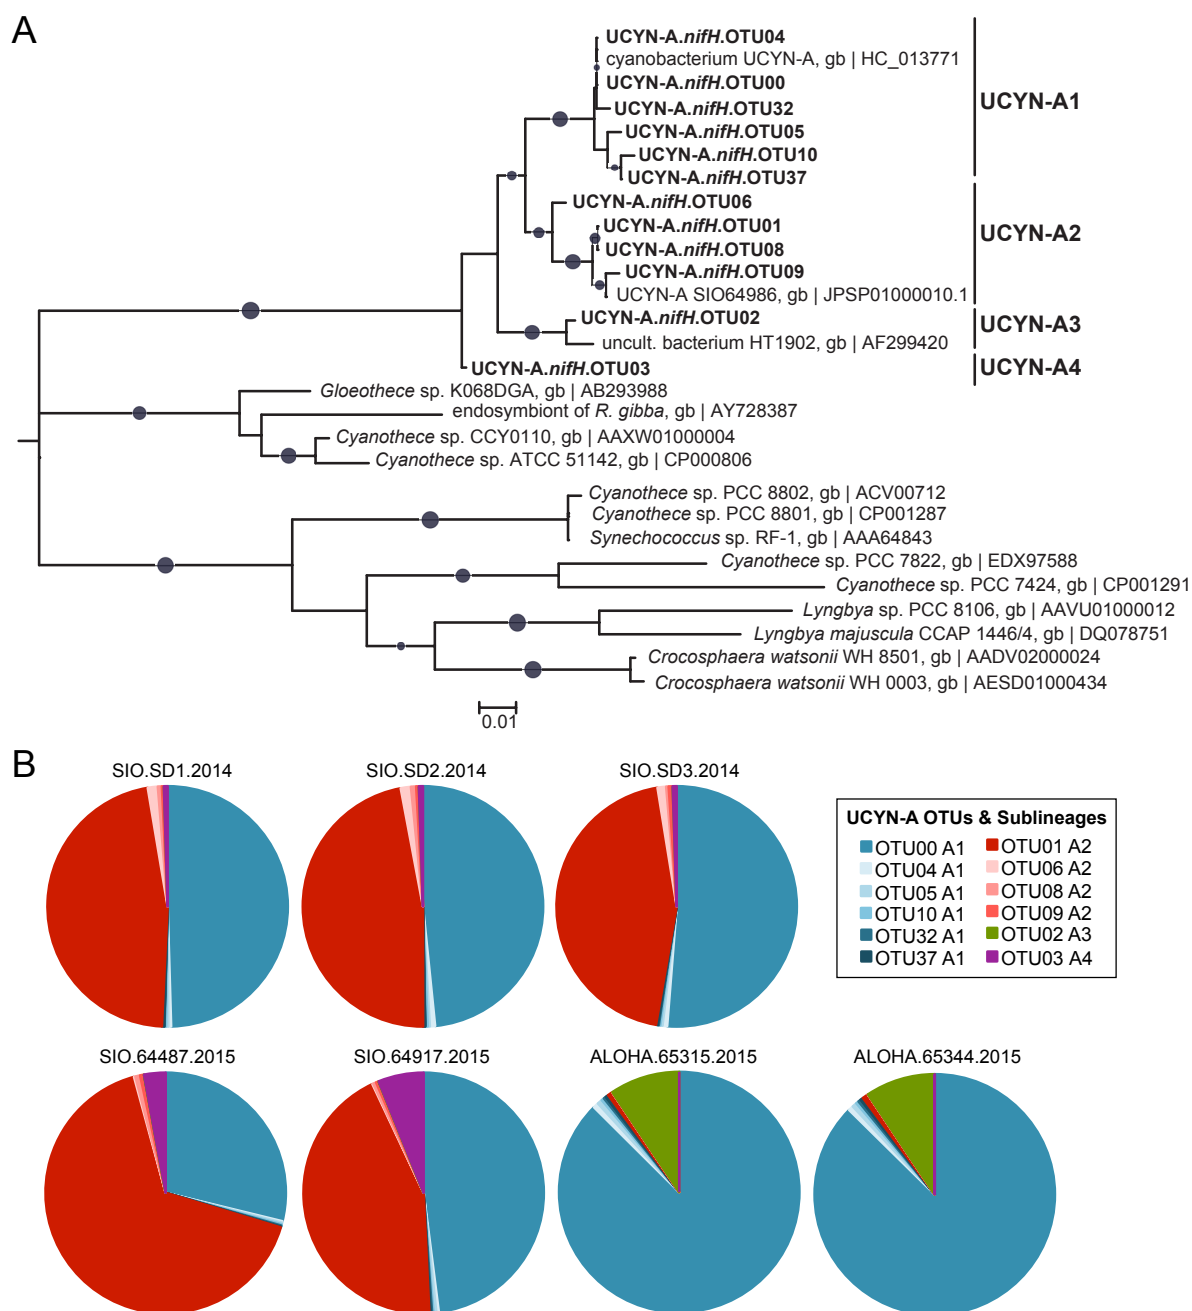 A
UCYN-A.nifH.OTU04
cyanobacterium UCYN-A, gb | HC_013771
UCYN-A.nifH.OTU00
UCYN-A.nifH.OTU32
UCYN-A.nifH.OTU05
UCYN-A.nifH.OTU10
UCYN-A.nifH.OTU37
UCYN-A1
UCYN-A.nifH.OTU06
UCYN-A.nifH.OTU01
UCYN-A.nifH.OTU08
UCYN-A.nifH.OTU09
UCYN-A SIO64986, gb | JPSP01000010.1
UCYN-A2
UCYN-A.nifH.OTU02
uncult. bacterium HT1902, gb | AF299420
UCYN-A3
UCYN-A.nifH.OTU03
UCYN-A4
Gloeothece sp. K068DGA, gb | AB293988
endosymbiont of R. gibba, gb | AY728387
Cyanothece sp. CCY0110, gb | AAXW01000004
Cyanothece sp. ATCC 51142, gb | CP000806
Cyanothece sp. PCC 8802, gb | ACV00712
Cyanothece sp. PCC 8801, gb | CP001287
Synechococcus sp. RF-1, gb | AAA64843
Cyanothece sp. PCC 7822, gb | EDX97588
Cyanothece sp. PCC 7424, gb | CP001291
Lyngbya sp. PCC 8106, gb | AAVU01000012
Lyngbya majuscula CCAP 1446/4, gb | DQ078751
Crocosphaera watsonii WH 8501, gb | AADV02000024
Crocosphaera watsonii WH 0003, gb | AESD01000434
0.01
B
SIO.SD1.2014
SIO.SD2.2014
SIO.SD3.2014
UCYN-A OTUs & Sublineages
OTU00 A1
OTU04 A1
OTU05 A1
OTU10 A1
OTU32 A1
OTU37 A1
OTU01 A2
OTU06 A2
OTU08 A2
OTU09 A2
OTU02 A3
OTU03 A4
SIO.64487.2015
SIO.64917.2015
ALOHA.65315.2015
ALOHA.65344.2015